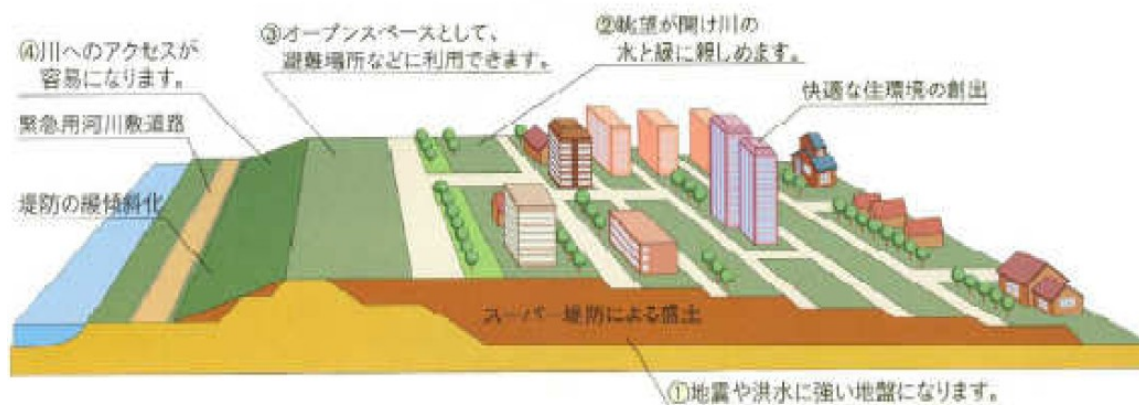 ④川へのアクセスが
容易になります。
③オープンスペースとして、
避難場所などに利用できます。
②眺望が開け川の
水と緑に親しめます。
快適な住環境の創出
緊急用河川敷道路
堤防の緩傾斜化
スーパー堤防による盛土
①地震や洪水に強い地盤になります。